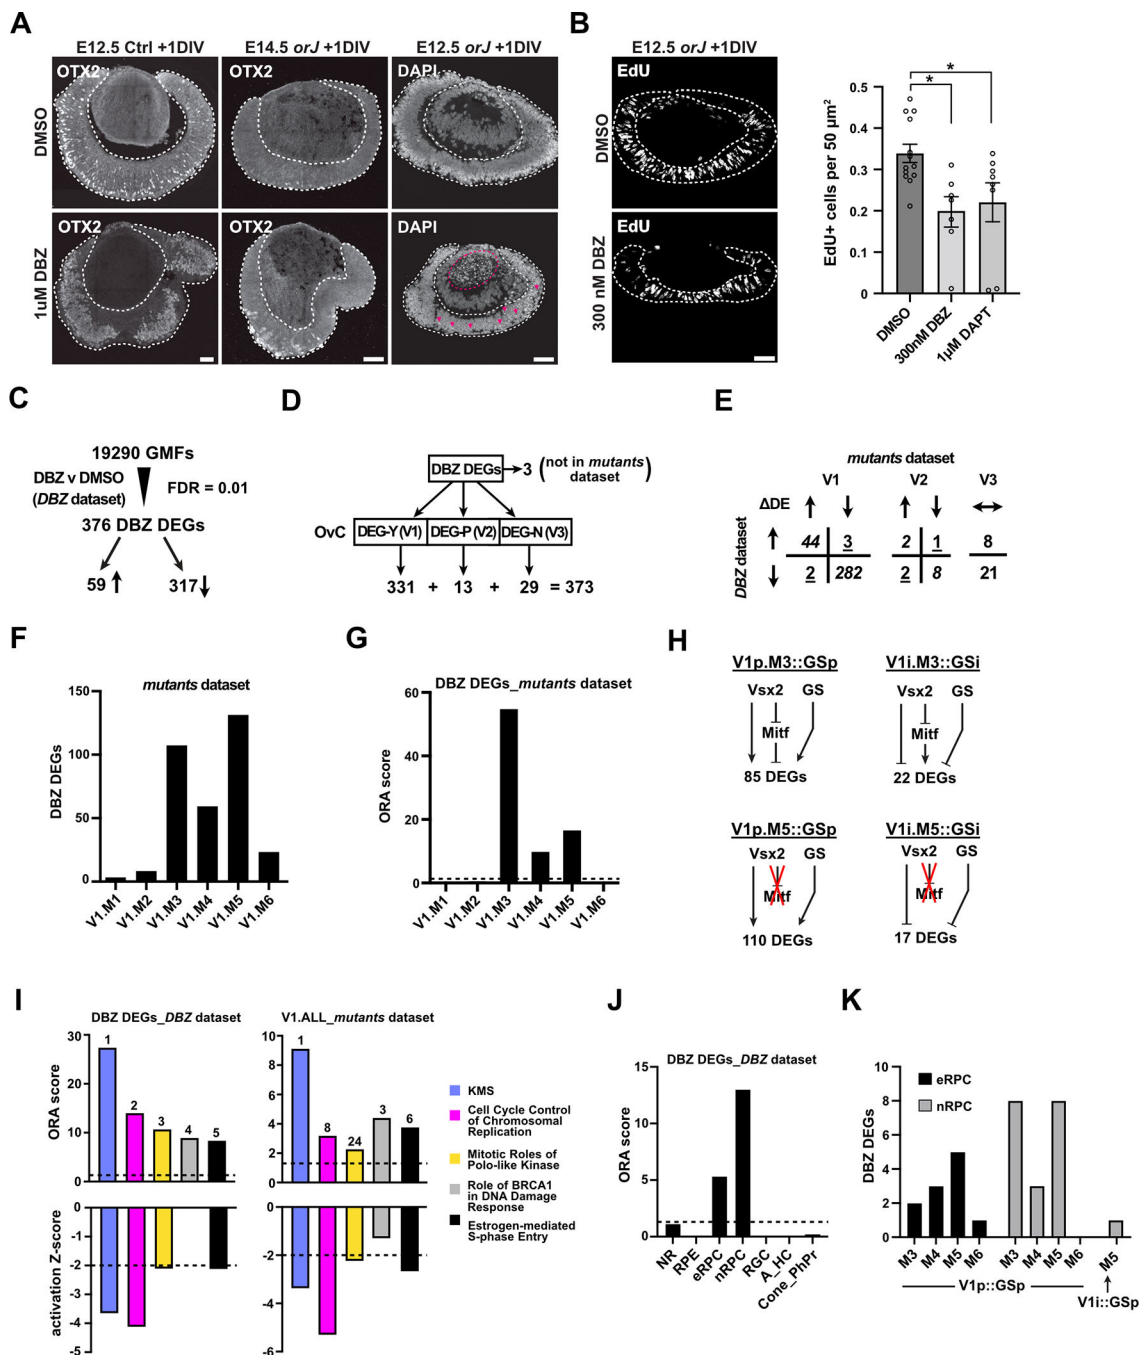 A
E12.5 Ctrl +1DIV
E14.5 orJ +1DIV
E12.5 orJ +1DIV
DMSO
OTX2
OTX2
DAPI
1uM DBZ
OTX2
OTX2
DAPI
B
E12.5 orJ +1DIV
DMSO
EdU
300 nM DBZ
EdU
EdU+ cells per 50 µm²
0.5
0.4
0.3
0.2
0.1
0
*
*
DMSO
300nM DBZ
1µM DAPT
C
19290 GMFs
DBZ v DMSO
(DBZ dataset)
FDR = 0.01
376 DBZ DEGs
59
317
D
DBZ DEGs
3 (not in mutants dataset)
OvC
DEG-Y (V1)
DEG-P (V2)
DEG-N (V3)
331 + 13 + 29 = 373
E
mutants dataset
V1
V2
V3
ΔDE
DBZ dataset
44 3 2 1 8
2 282 2 8 21
F
mutants dataset
DBZ DEGs
150
100
50
0
V1.M1
V1.M2
V1.M3
V1.M4
V1.M5
V1.M6
G
DBZ DEGs_mutants dataset
ORA score
60
40
20
0
V1.M1
V1.M2
V1.M3
V1.M4
V1.M5
V1.M6
H
V1p.M3::GSp
Vsx2 GS
Mitf
85 DEGs
V1i.M3::GSi
Vsx2 GS
Mitf
22 DEGs
V1p.M5::GSp
Vsx2 GS
Mitf
110 DEGs
V1i.M5::GSi
Vsx2 GS
Mitf
17 DEGs
I
DBZ DEGs_DBZ dataset
ORA score
30
20
10
0
1
2
3
4
5
activation Z-score
0
-1
-2
-3
-4
-5
V1.ALL_mutants dataset
10
8
6
4
2
0
1
8
24
3
6
0
-2
-4
-6
KMS
Cell Cycle Control
of Chromosomal
Replication
Mitotic Roles of
Polo-like Kinase
Role of BRCA1
in DNA Damage
Response
Estrogen-mediated
S-phase Entry
J
DBZ DEGs_DBZ dataset
ORA score
15
10
5
0
NR
RPE
eRPC
nRPC
RGC
A_HC
Cone_PhPr
K
DBZ DEGs
10
8
6
4
2
0
eRPC
nRPC
M3
M4
M5
M6
M3
M4
M5
M6
M5
V1p::GSp
V1i::GSp